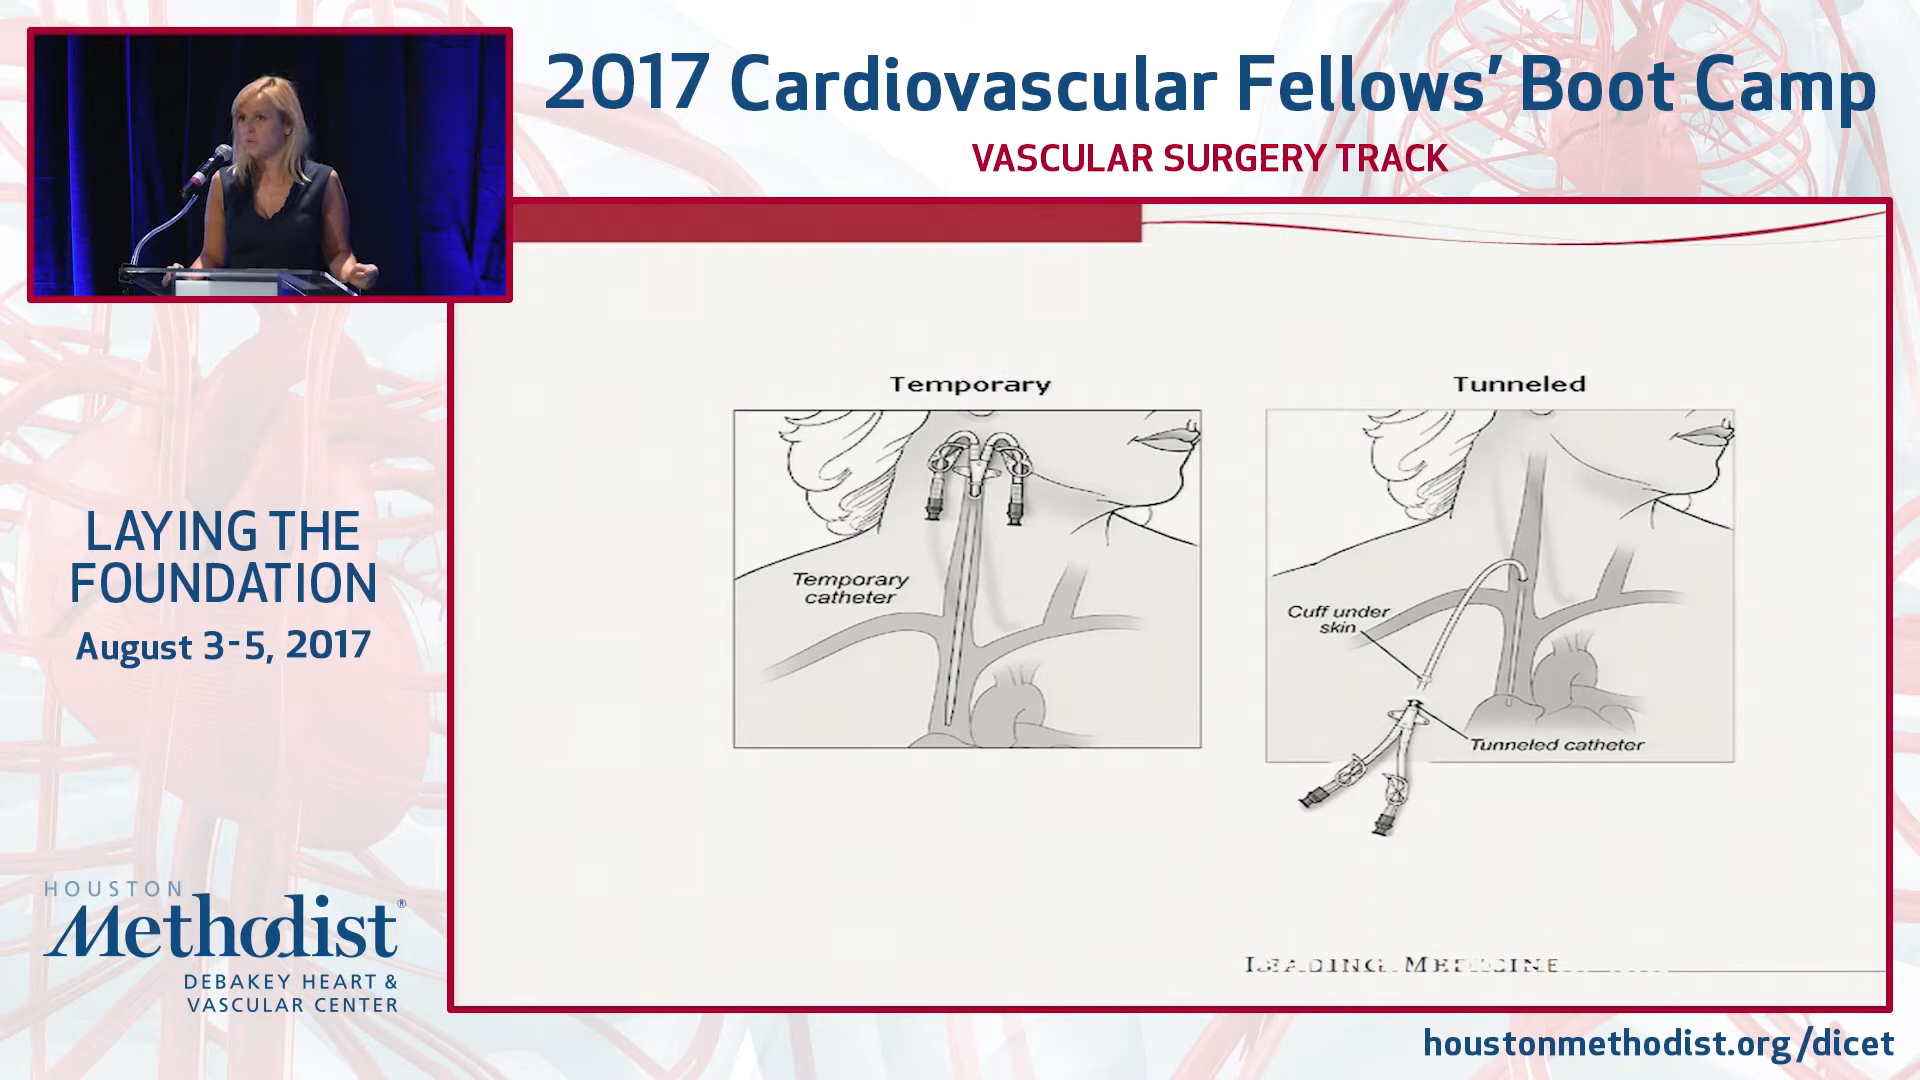 2017 Cardiovascular Fellows’ Boot Camp
VASCULAR SURGERY TRACK
Temporary
Tunneled
Temporary
catheter
Cuff under
skin
Tunneled catheter
LAYING THE
FOUNDATION
August 3-5, 2017
HOUSTON
Methodist®
DEBAKEY HEART &
VASCULAR CENTER
LEADING MEDICINE
houstonmethodist.org/dicet